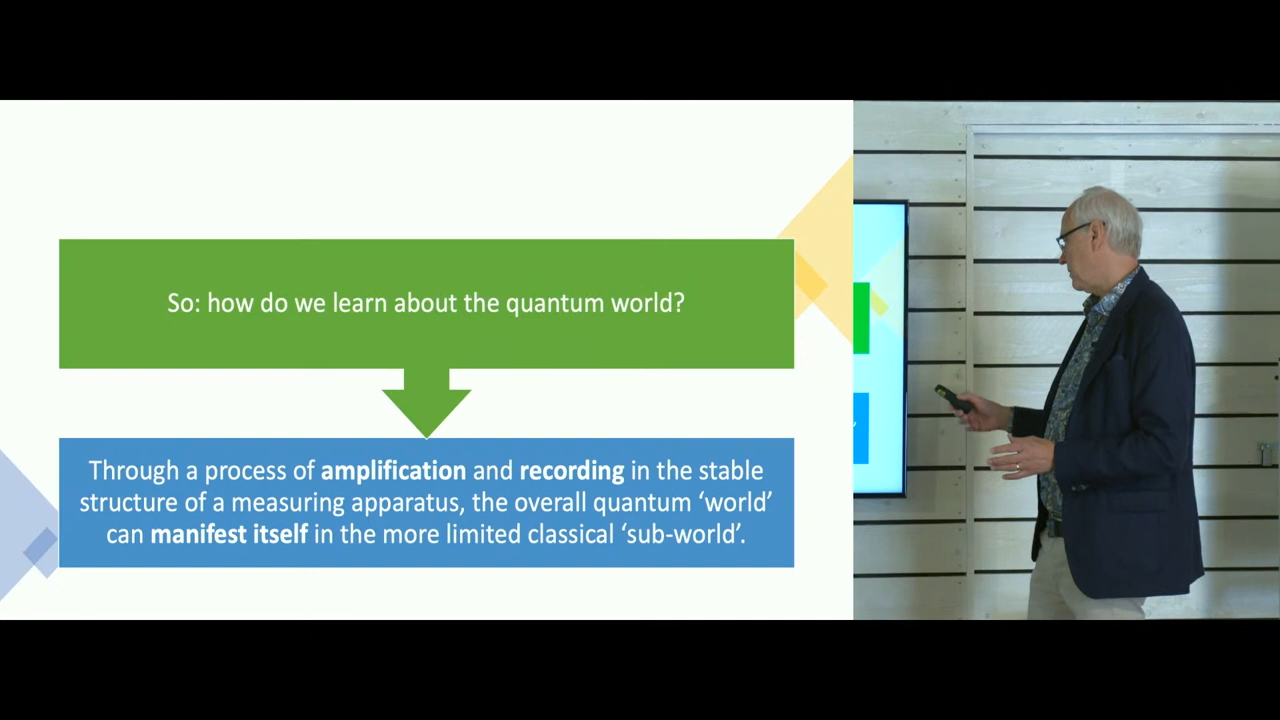 So: how do we learn about the quantum world?
Through a process of amplification and recording in the stable
structure of a measuring apparatus, the overall quantum ‘world’
can manifest itself in the more limited classical ‘sub-world’.